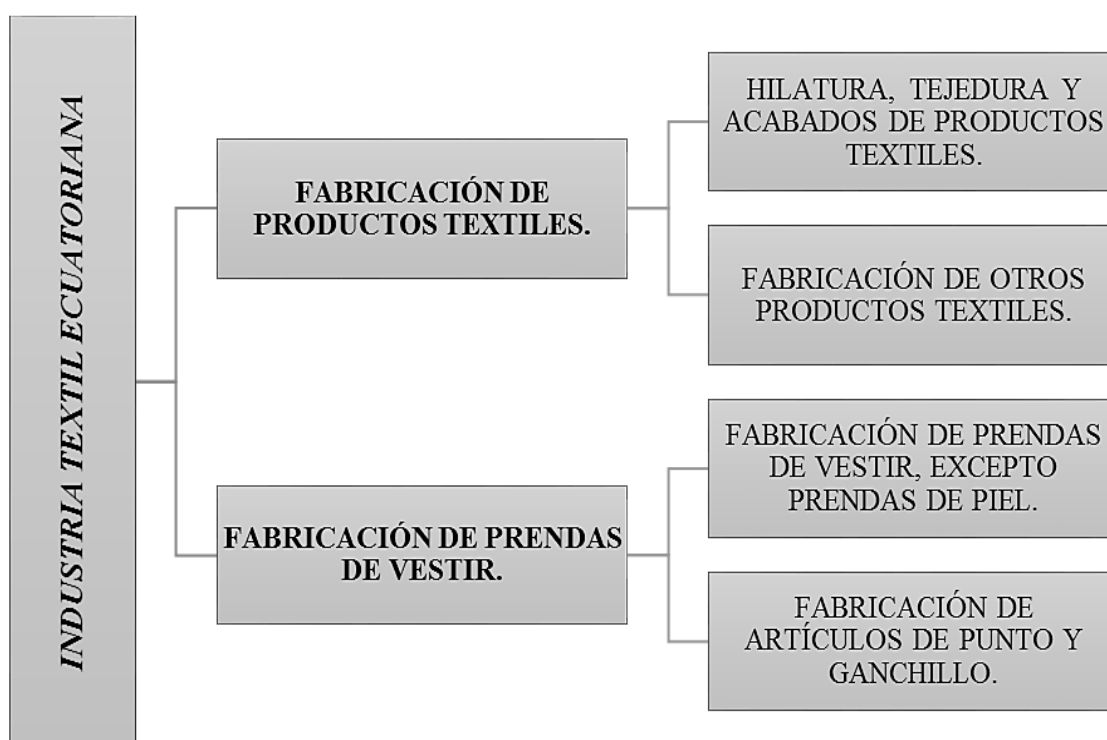 INDUSTRIA TEXTIL ECUATORIANA
FABRICACIÓN DE
PRODUCTOS TEXTILES.
HILATURA, TEJEDURA Y
ACABADOS DE PRODUCTOS
TEXTILES.
FABRICACIÓN DE OTROS
PRODUCTOS TEXTILES.
FABRICACIÓN DE PRENDAS
DE VESTIR.
FABRICACIÓN DE PRENDAS
DE VESTIR, EXCEPTO
PRENDAS DE PIEL.
FABRICACIÓN DE
ARTÍCULOS DE PUNTO Y
GANCHILLO.